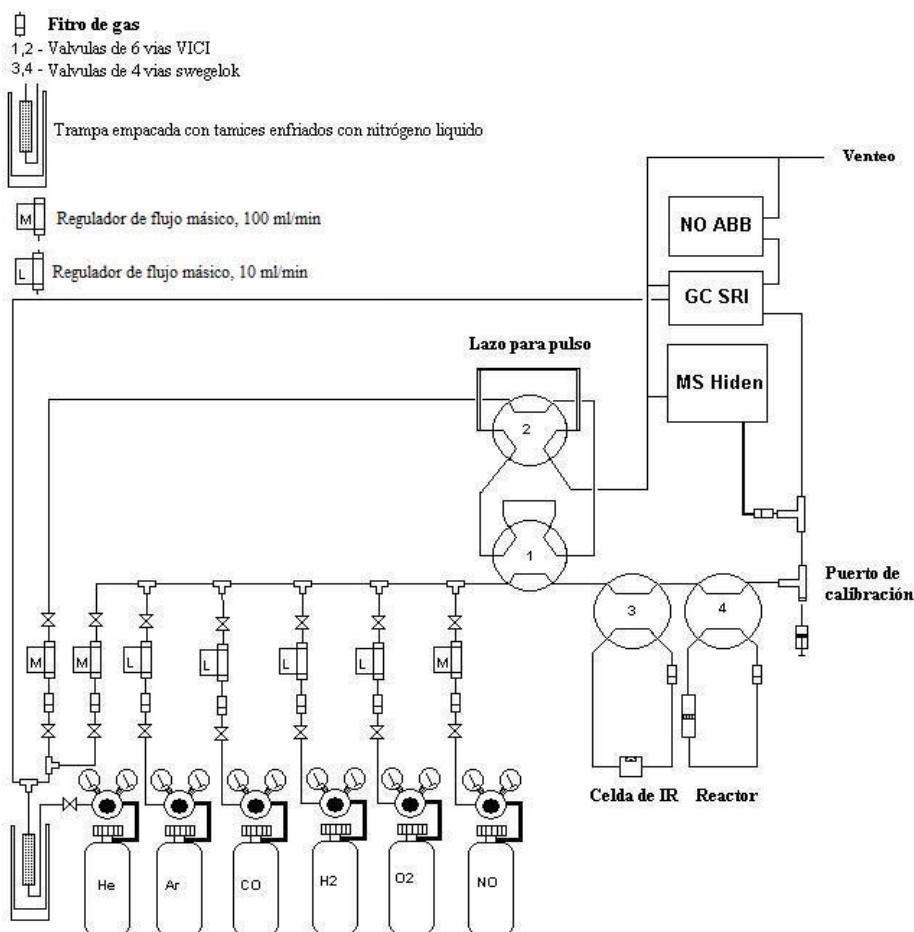 Fitro de gas
1,2 - Valvulas de 6 vias VICI
3,4 - Valvulas de 4 vias swegelok
Trampa empacada con tamices enfriados con nitrógeno liquido
M Regulador de flujo másico, 100 ml/min
L Regulador de flujo másico, 10 ml/min
Venteo
NO ABB
GC SRI
Lazo para pulso
MS Hiden
2
1
Puerto de
calibración
3 4
M M L L L L M
Celda de IR Reactor
He Ar CO H2 O2 NO